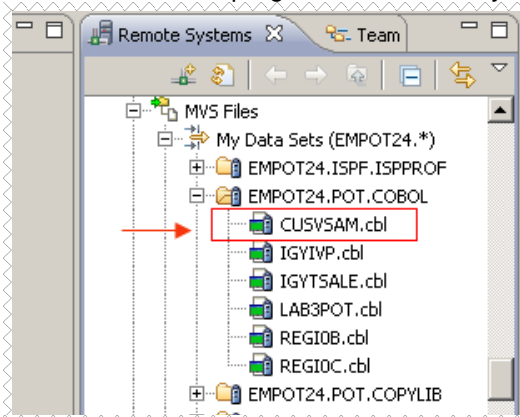 Remote Systems Team
MVS Files
My Data Sets (EMPOT24.*)
EMPOT24.ISPF.ISPPROF
EMPOT24.POT.COBOL
CUSVSAM.cbl
IGYIVP.cbl
IGYTSALE.cbl
LAB3POT.cbl
REGI0B.cbl
REGI0C.cbl
EMPOT24.POT.COPYLIB